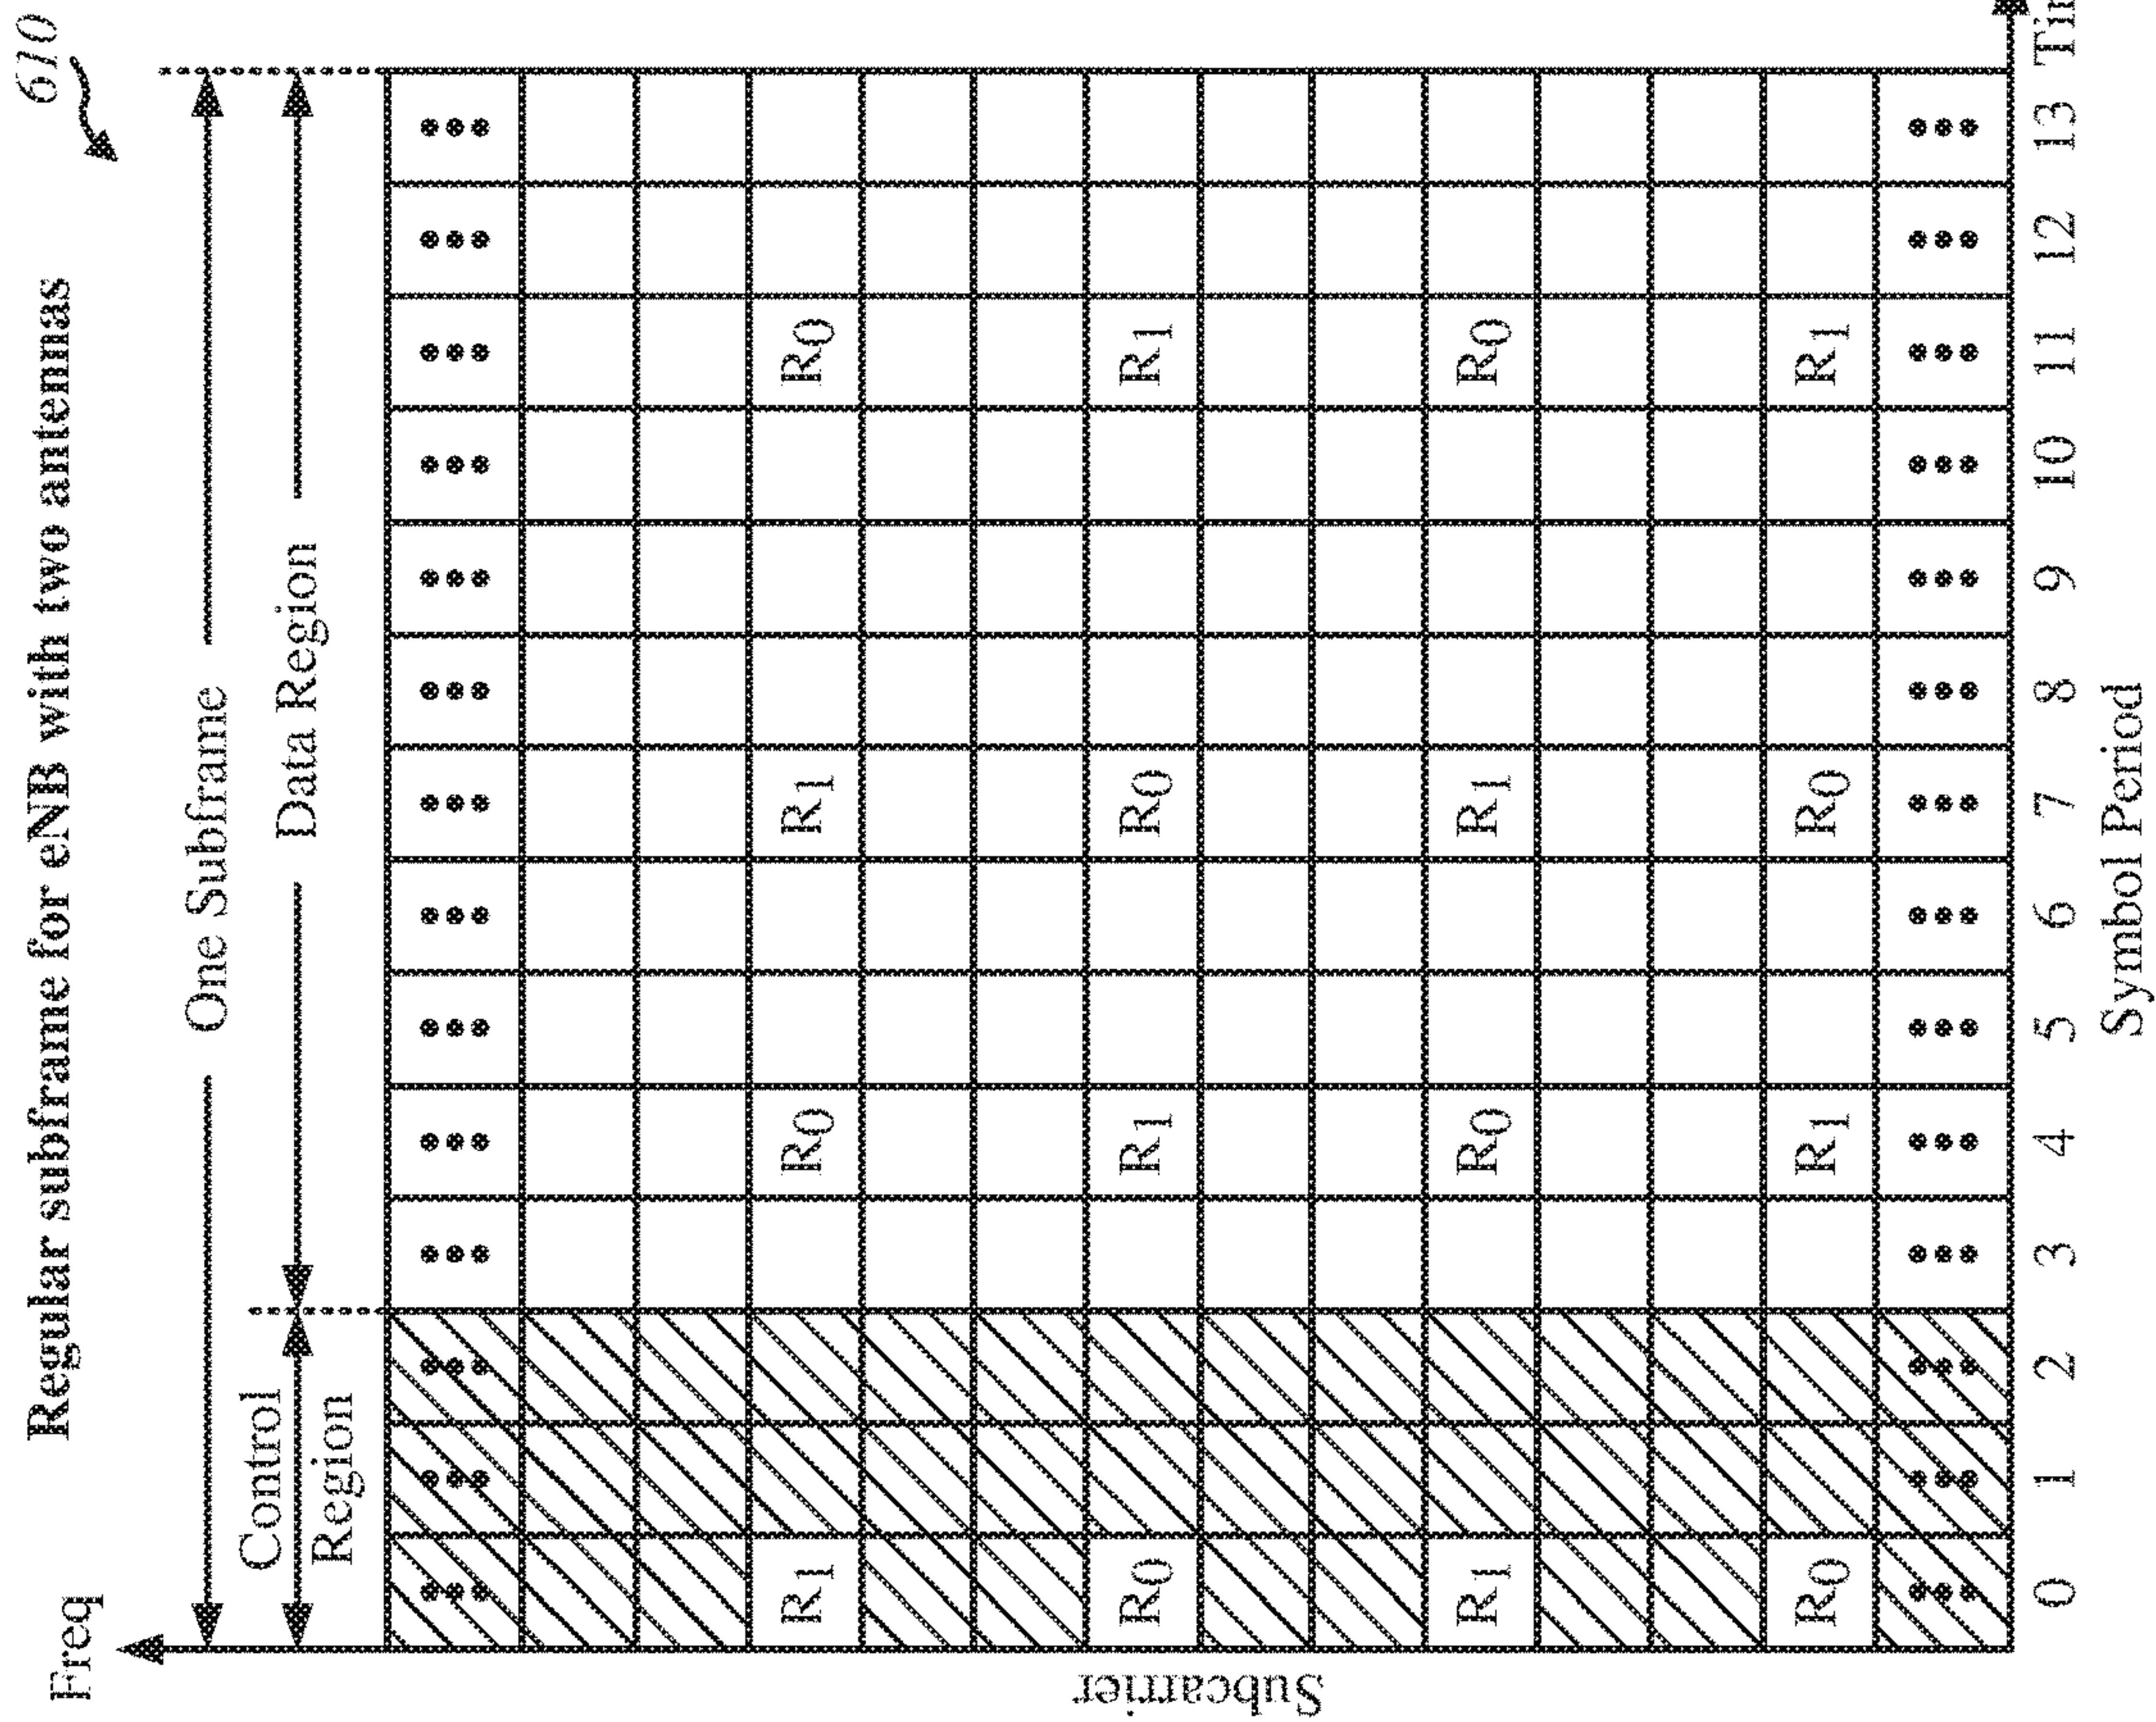 Regular subframe for eNB with two antennas
610
Freq
One Subframe
Control
Region
Data Region
R1 R0 R1 R0
R0 R1 R0 R1
Subcarrier
R1 R0 R1 R0
R0 R1 R0 R1
0 1 2 3 4 5 6 7 8 9 10 11 12 13
Symbol Period